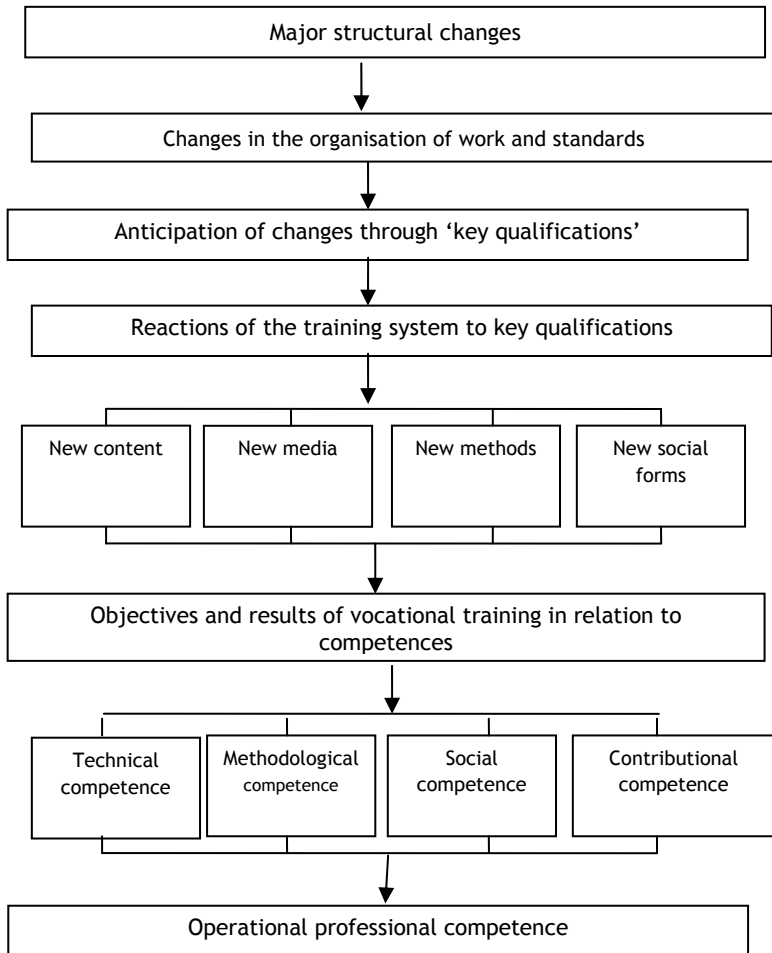 Major structural changes
Changes in the organisation of work and standards
Anticipation of changes through ‘key qualifications’
Reactions of the training system to key qualifications
New content
New media
New methods
New social
forms
Objectives and results of vocational training in relation to
competences
Technical
competence
Methodological
competence
Social
competence
Contributional
competence
Operational professional competence